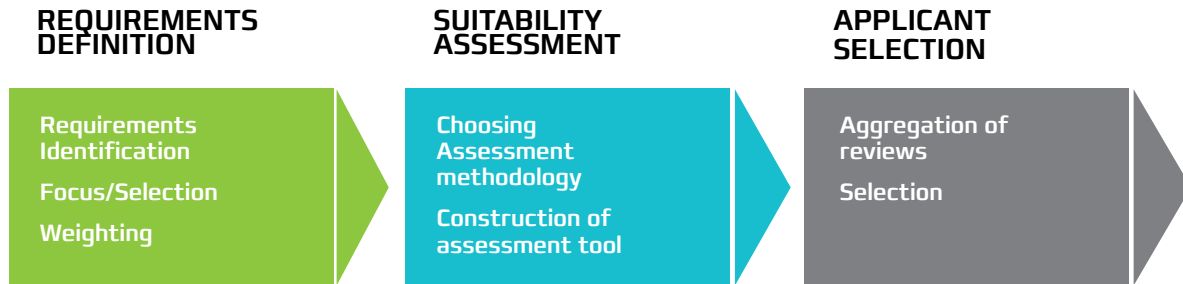 REQUIREMENTS
DEFINITION
Requirements
Identification
Focus/Selection
Weighting
SUITABILITY
ASSESSMENT
Choosing
Assessment
methodology
Construction of
assessment tool
APPLICANT
SELECTION
Aggregation of
reviews
Selection